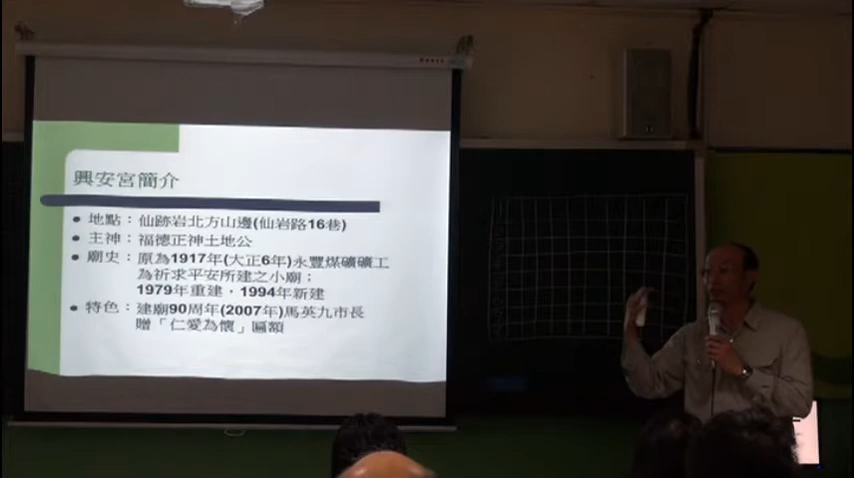 興安宮簡介
● 地點：仙跡岩北方山邊(仙岩路16巷)
● 主神：福德正神土地公
● 廟史：原為1917年(大正6年)永豐煤礦礦工
為祈求平安所建之小廟；
1979年重建，1994年新建
● 特色：建廟90周年(2007年)馬英九市長
贈「仁愛為懷」匾額